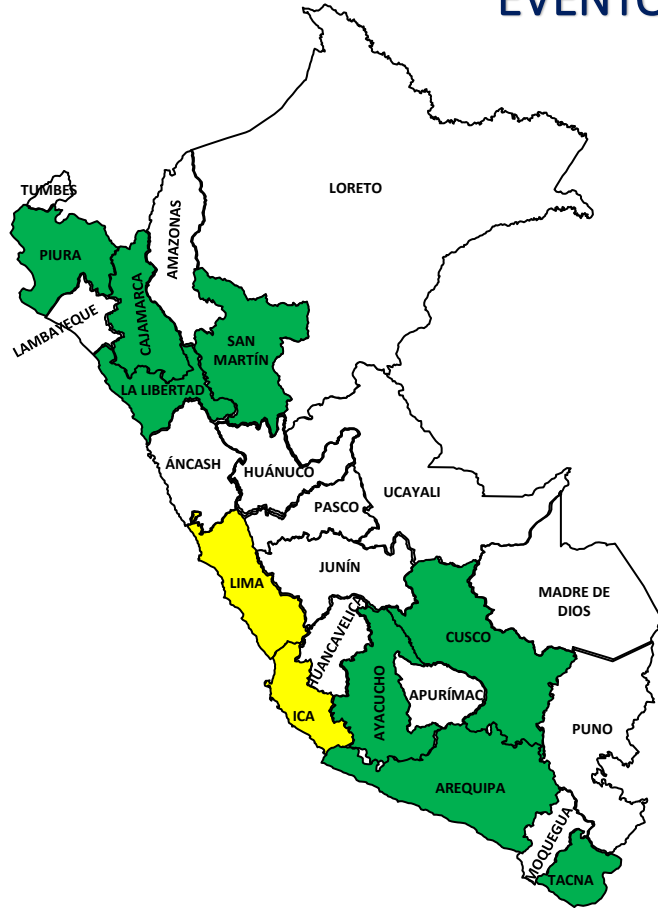 EVENTO
LORETO
TUMBES
AMAZONAS
PIURA
CAJAMARCA
LAMBAYEQUE
SAN
MARTÍN
LA LIBERTAD
ÁNCASH
HUÁNUCO
UCAYALI
PASCO
JUNÍN
LIMA
MADRE DE
DIOS
HUANCAVELICA
CUSCO
AYACUCHO
APURÍMAC
ICA
PUNO
AREQUIPA
MOQUEGUA
TACNA